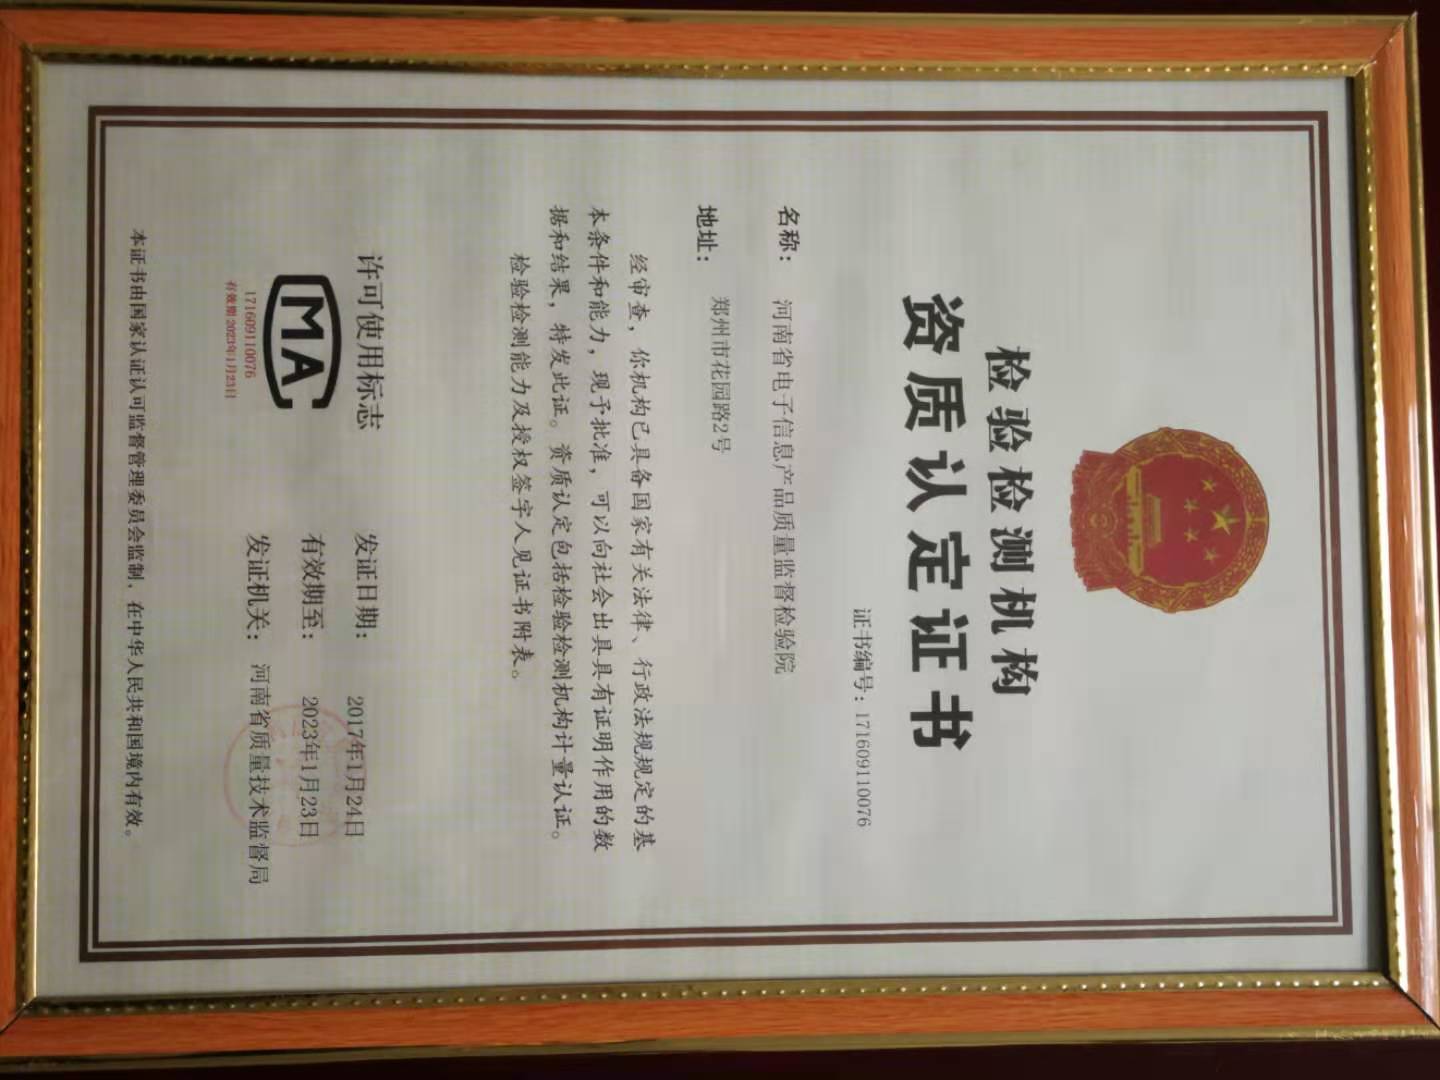 检验检测机构
资质认定证书
证书编号：171609110076
名称：河南省电子信息产品质量监督检验院
地址：
郑州市花园路2号
经审查，你机构已具备国家有关法律、行政法规规定的基
本条件和能力，现予批准，可以向社会出具具有证明作用的数
据和结果，特发此证。资质认定包括检验检测机构计量认证。
检验检测能力及授权签字人见证书附表。
许可使用标志
MA
171609110076
有效期2023年1月23日
发证日期：2017年1月24日
有效期至：2023年1月23日
发证机关：河南省质量技术监督局
本证书由国家认证认可监督管理委员会监制，在中华人民共和国境内有效。